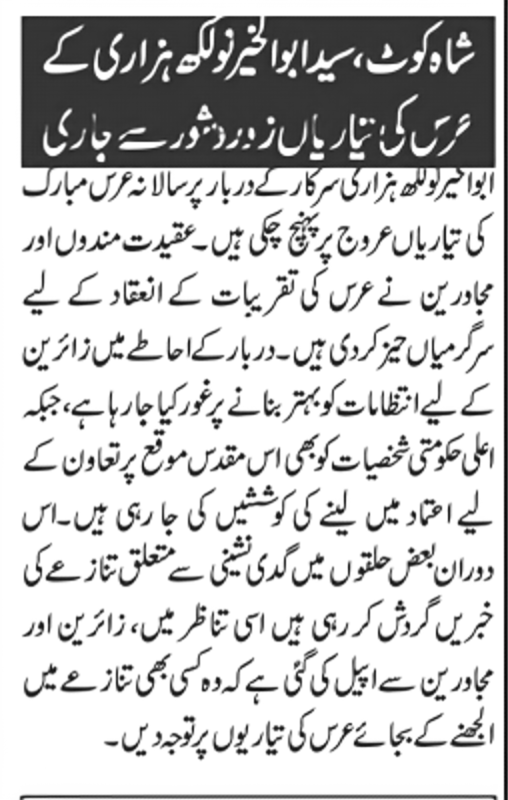 شاہ کوٹ، سید ابوالخیر نولکھ ہزاری کے
عرس کی تیاریاں زور و شور سے جاری
ابوالخیر نولکھ ہزاری سرکار کے دربار پر سالانہ عرس مبارک
کی تیاریاں عروج پر پہنچ چکی ہیں۔ عقیدت مندوں اور
مجاورین نے عرس کی تقریبات کے انعقاد کے لیے
سرگرمیاں تیز کر دی ہیں۔ دربار کے احاطے میں زائرین
کے لیے انتظامات کو بہتر بنانے پر غور کیا جا رہا ہے، جبکہ
اعلی حکومتی شخصیات کو بھی اس مقدس موقع پر تعاون کے
لیے اعتماد میں لینے کی کوششیں کی جا رہی ہیں۔ اس
دوران بعض حلقوں میں گدی نشینی سے متعلق تنازعے کی
خبریں گردش کر رہی ہیں اسی تناظر میں، زائرین اور
مجاورین سے اپیل کی گئی ہے کہ وہ کسی بھی تنازعے میں
الجھنے کے بجائے عرس کی تیاریوں پر توجہ دیں۔